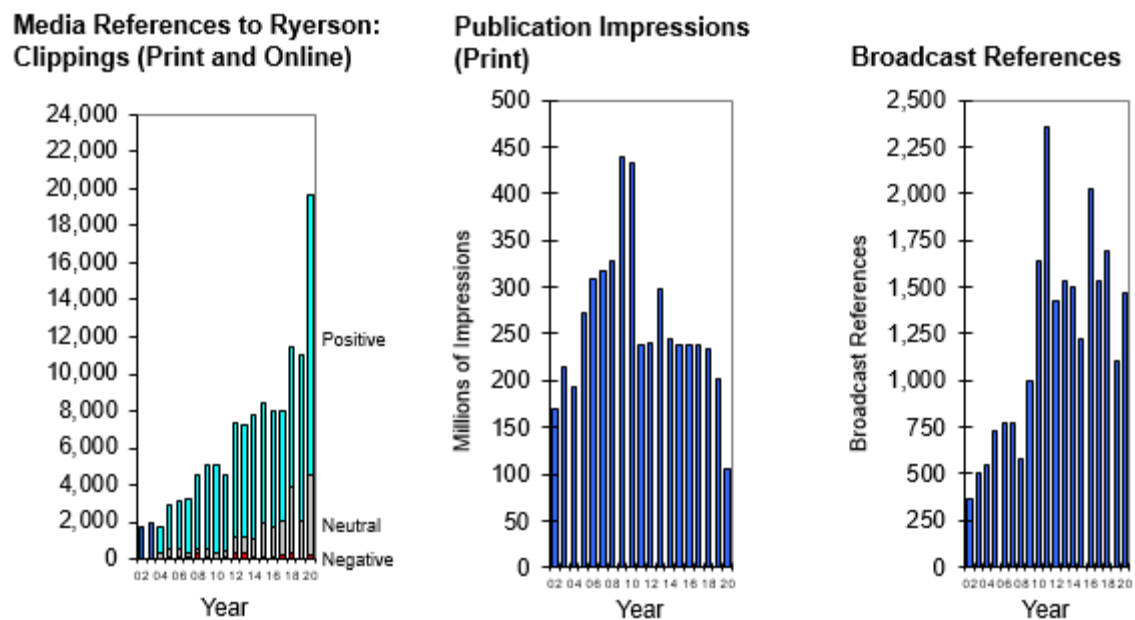 Media References to Ryerson:
Clippings (Print and Online)
24,000
22,000
20,000
18,000
16,000
14,000
12,000
10,000
8,000
6,000
4,000
2,000
0
Positive
Neutral
Negative
02 04 06 08 10 12 14 16 18 20
Year
Publication Impressions
(Print)
Millions of Impressions
500
450
400
350
300
250
200
150
100
50
0
02 04 06 08 10 12 14 16 18 20
Year
Broadcast References
Broadcast References
2,500
2,250
2,000
1,750
1,500
1,250
1,000
750
500
250
0
02 04 06 08 10 12 14 16 18 20
Year